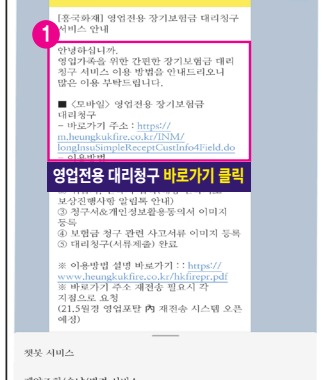 [흥국화재] 영업전용 장기보험금 대리청구
서비스 안내
1
안녕하십니까.
영업가족을 위한 간편한 장기보험금 대리
청구 서비스 이용 방법을 안내드리오니
많은 이용 부탁드립니다.
■ <모바일> 영업전용 장기보험금
대리청구
- 바로가기 주소 : https://
m.heungkukfire.co.kr/INM/
longInsuSimpleReceptCustInfo4Field.do
- 이용방법
영업전용 대리청구 바로가기 클릭
보상진행사항 알림톡 안내)
③ 청구서&개인정보활용동의서 이미지
등록
④ 보험금 청구 관련 사고서류 이미지 등록
⑤ 대리청구(서류제출) 완료
※ 이용방법 설명 바로가기 : : https://
www.heungkukfire.co.kr/hkfirepr.pdf
※ 바로가기 주소 재전송 필요시 각
지점으로 요청
(21.5월경 영업포탈 內 재전송 시스템 오픈
예정)
챗봇 서비스